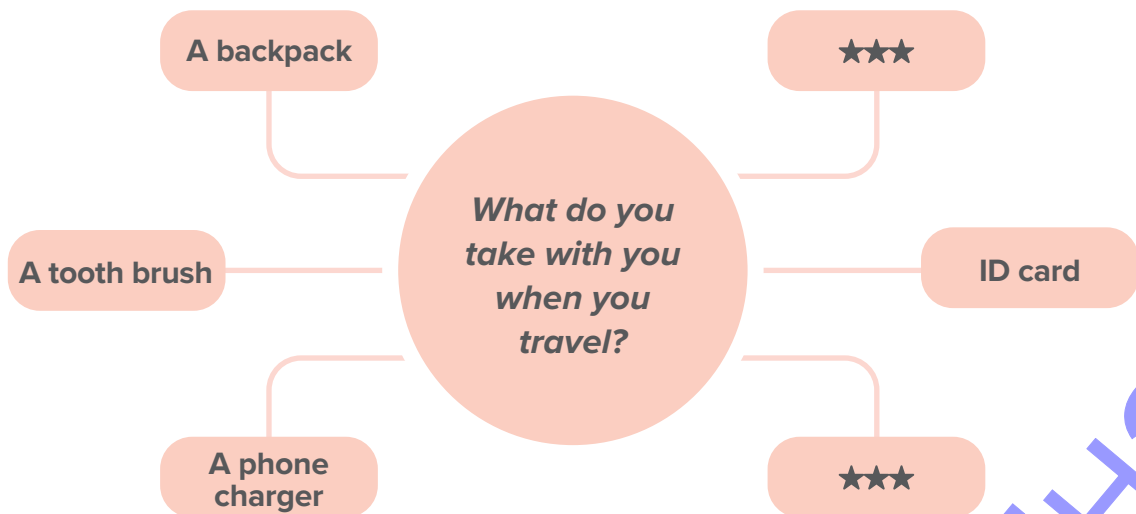 A backpack
★★★
What do you
take with you
when you
travel?
A tooth brush
ID card
A phone
charger
★★★